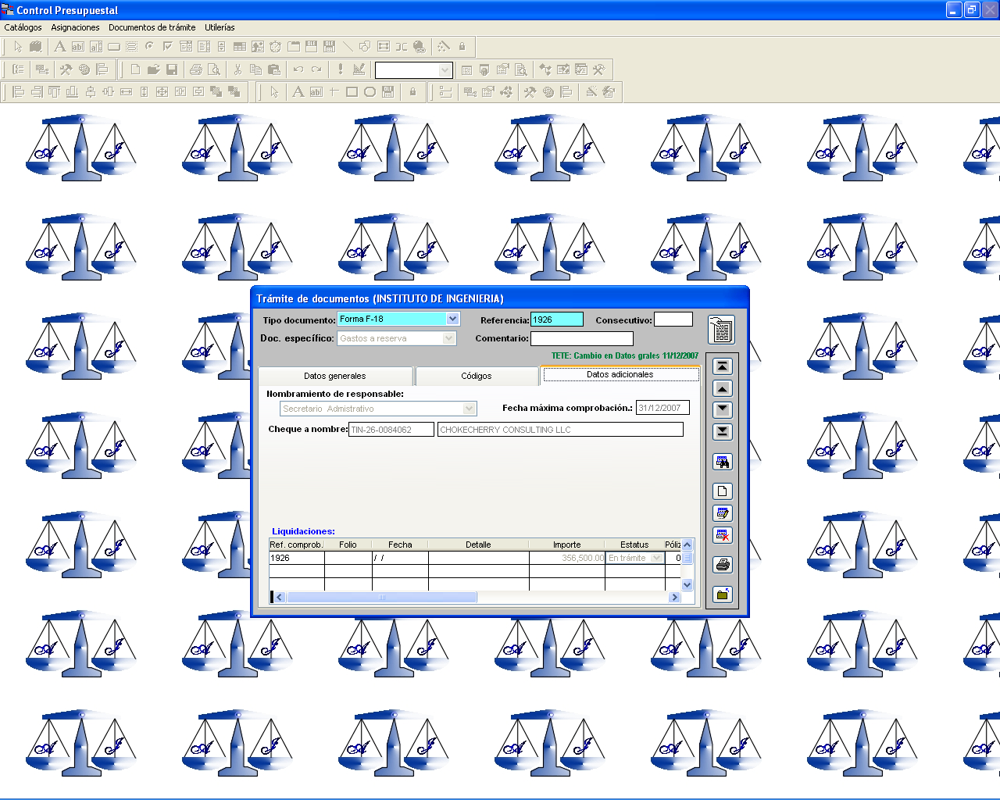 Control Presupuestal
Catálogos Asignaciones Documentos de trámite Utilerías
Trámite de documentos (INSTITUTO DE INGENIERIA)
Tipo documento: Forma F-18 Referencia: 1926 Consecutivo:
Doc. específico: Gastos a reserva Comentario:
TETE: Cambio en Datos grales 11/12/2007
Datos generales Códigos Datos adicionales
Nombramiento de responsable:
Secretario Admistrativo Fecha máxima comprobación.: 31/12/2007
Cheque a nombre: TIN-26-0084062 CHOKECHERRY CONSULTING LLC
Liquidaciones:
Ref. comprob. Folio Fecha Detalle Importe Estatus Póliz
1926 / / 356,500.00 En trámite 0